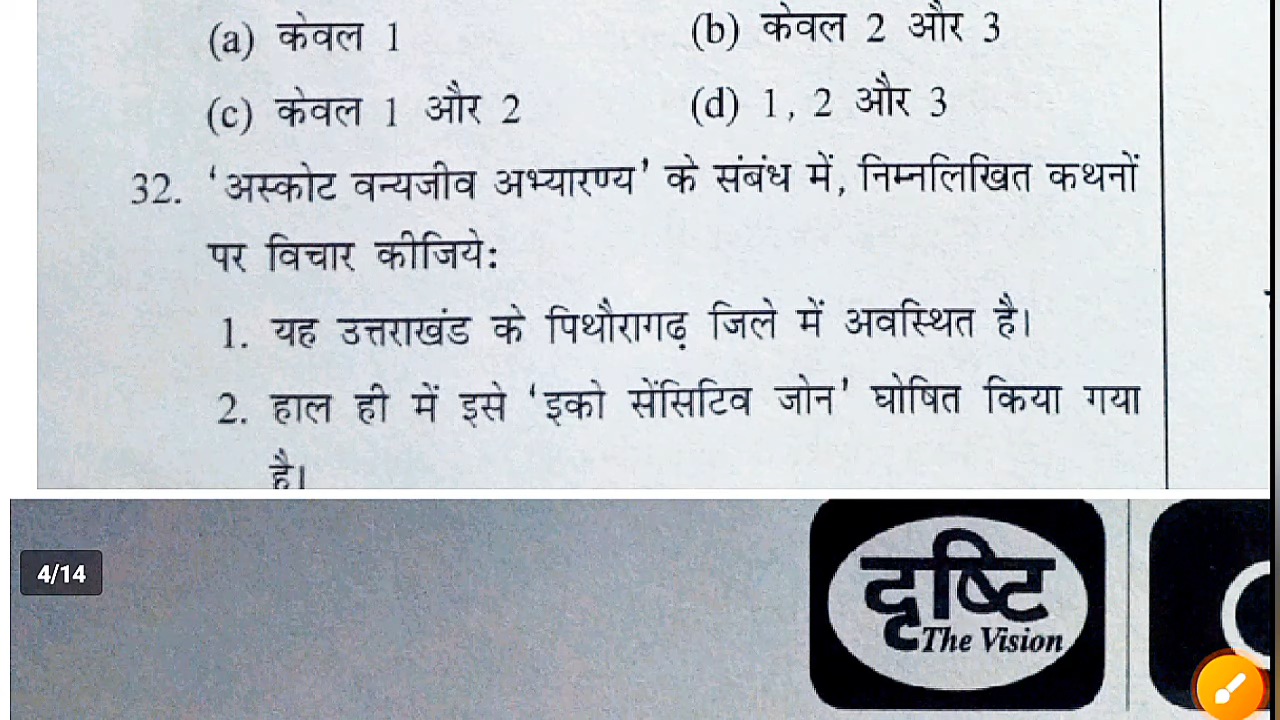 (a) केवल 1 (b) केवल 2 और 3
(c) केवल 1 और 2 (d) 1, 2 और 3
32. 'अस्कोट वन्यजीव अभ्यारण्य' के संबंध में, निम्नलिखित कथनों
पर विचार कीजिये:
1. यह उत्तराखंड के पिथौरागढ़ जिले में अवस्थित है।
2. हाल ही में इसे 'इको सेंसिटिव जोन' घोषित किया गया
है।
4/14
दृष्टि
The Vision